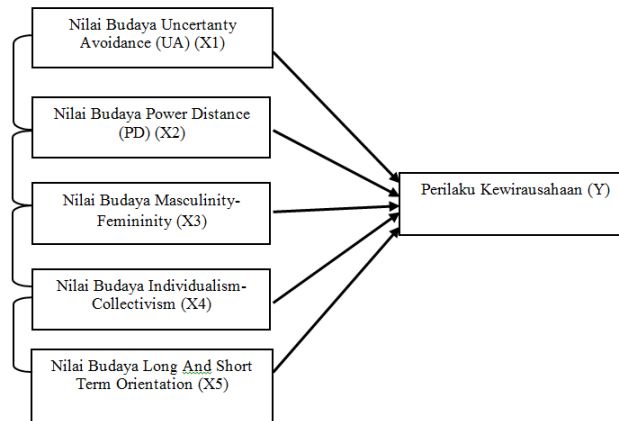 Nilai Budaya Uncertanty
Avoidance (UA) (X1)
Nilai Budaya Power Distance
(PD) (X2)
Nilai Budaya Masculinity-
Femininity (X3)
Nilai Budaya Individualism-
Collectivism (X4)
Nilai Budaya Long And Short
Term Orientation (X5)
Perilaku Kewirausahaan (Y)